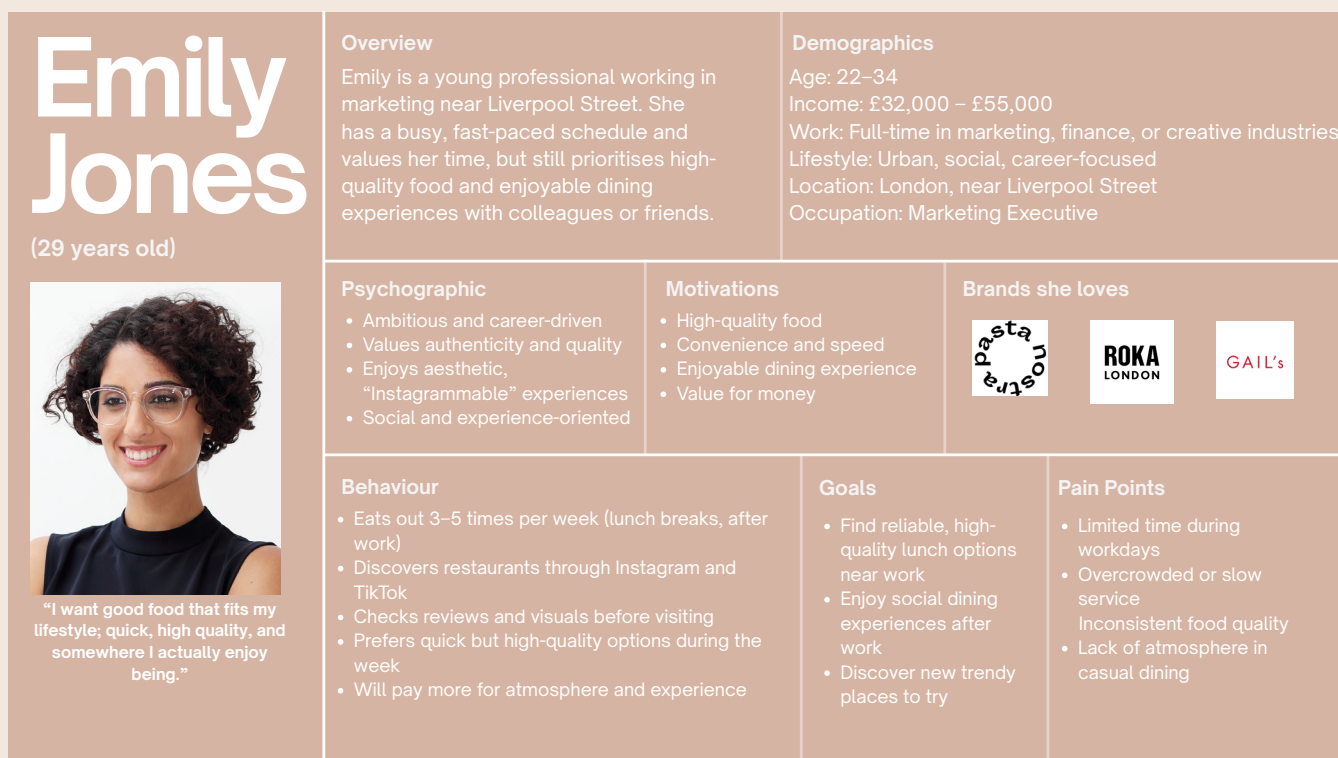 Emily
Jones
(29 years old)
“I want good food that fits my
lifestyle; quick, high quality, and
somewhere I actually enjoy
being.”
Overview
Emily is a young professional working in
marketing near Liverpool Street. She
has a busy, fast-paced schedule and
values her time, but still prioritises high-
quality food and enjoyable dining
experiences with colleagues or friends.
Demographics
Age: 22–34
Income: £32,000 – £55,000
Work: Full-time in marketing, finance, or creative industries
Lifestyle: Urban, social, career-focused
Location: London, near Liverpool Street
Occupation: Marketing Executive
Psychographic
• Ambitious and career-driven
• Values authenticity and quality
• Enjoys aesthetic,
“Instagrammable” experiences
• Social and experience-oriented
Motivations
• High-quality food
• Convenience and speed
• Enjoyable dining experience
• Value for money
Brands she loves
pasta nostra
ROKA
LONDON
GAIL's
Behaviour
• Eats out 3–5 times per week (lunch breaks, after
work)
• Discovers restaurants through Instagram and
TikTok
• Checks reviews and visuals before visiting
• Prefers quick but high-quality options during the
week
• Will pay more for atmosphere and experience
Goals
• Find reliable, high-
quality lunch options
near work
• Enjoy social dining
experiences after
work
• Discover new trendy
places to try
Pain Points
• Limited time during
workdays
• Overcrowded or slow
service
Inconsistent food quality
• Lack of atmosphere in
casual dining